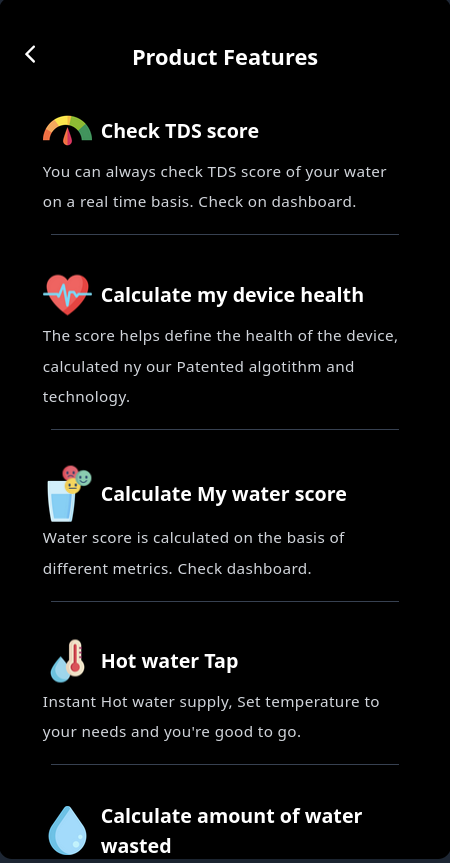 Product Features
Check TDS score
You can always check TDS score of your water
on a real time basis. Check on dashboard.
Calculate my device health
The score helps define the health of the device,
calculated ny our Patented algotithm and
technology.
Calculate My water score
Water score is calculated on the basis of
different metrics. Check dashboard.
Hot water Tap
Instant Hot water supply, Set temperature to
your needs and you're good to go.
Calculate amount of water
wasted